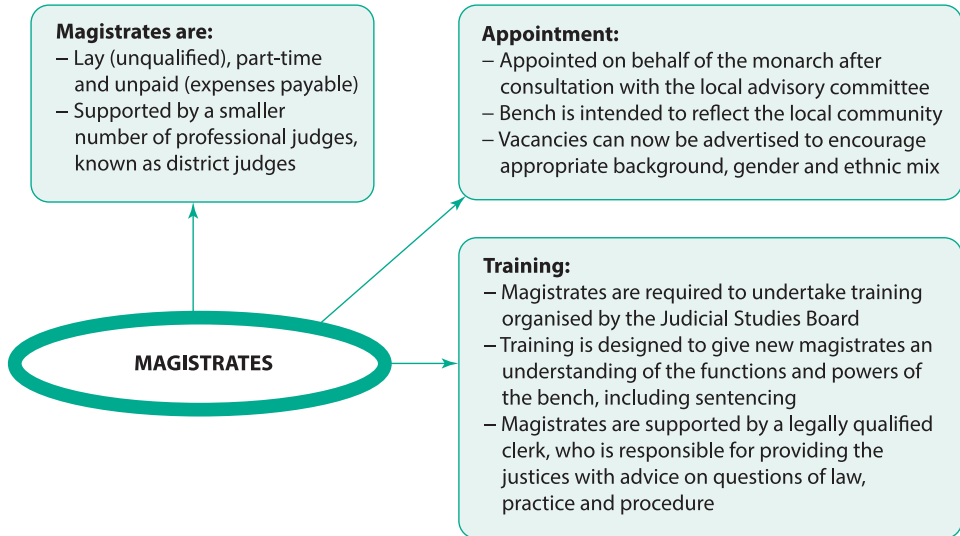 Magistrates are:
– Lay (unqualified), part-time
and unpaid (expenses payable)
– Supported by a smaller
number of professional judges,
known as district judges
Appointment:
– Appointed on behalf of the monarch after
consultation with the local advisory committee
– Bench is intended to reflect the local community
– Vacancies can now be advertised to encourage
appropriate background, gender and ethnic mix
MAGISTRATES
Training:
– Magistrates are required to undertake training
organised by the Judicial Studies Board
– Training is designed to give new magistrates an
understanding of the functions and powers of
the bench, including sentencing
– Magistrates are supported by a legally qualified
clerk, who is responsible for providing the
justices with advice on questions of law,
practice and procedure